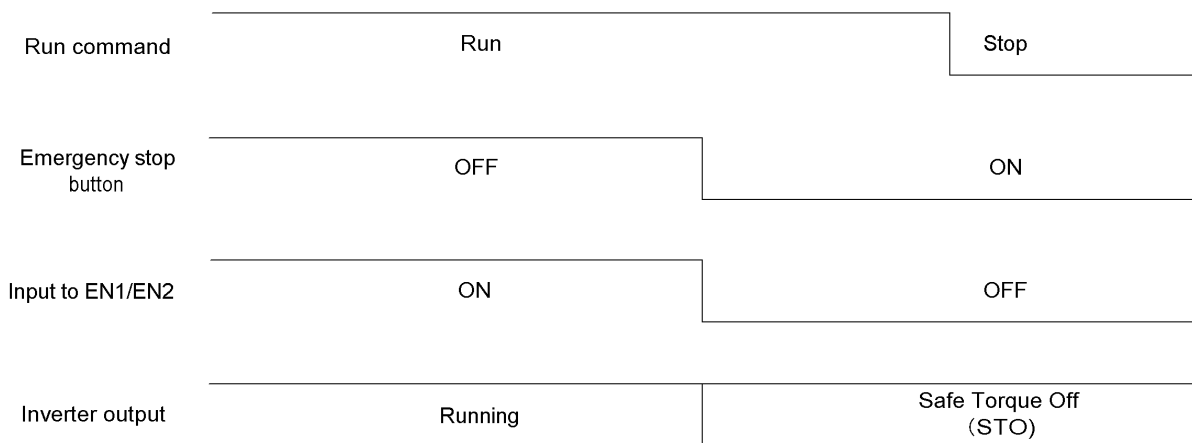 Run command
Run
Stop
Emergency stop
button
OFF
ON
Input to EN1/EN2
ON
OFF
Inverter output
Running
Safe Torque Off
（STO）